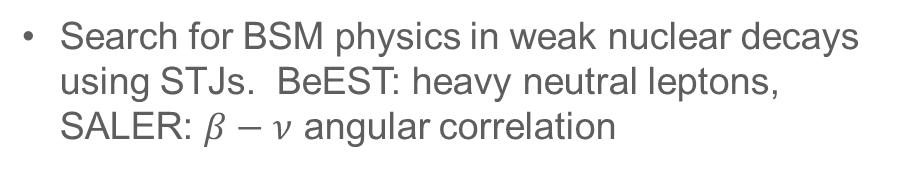 • Search for BSM physics in weak nuclear decays
using STJs.  BeEST: heavy neutral leptons,
SALER: β − ν angular correlation